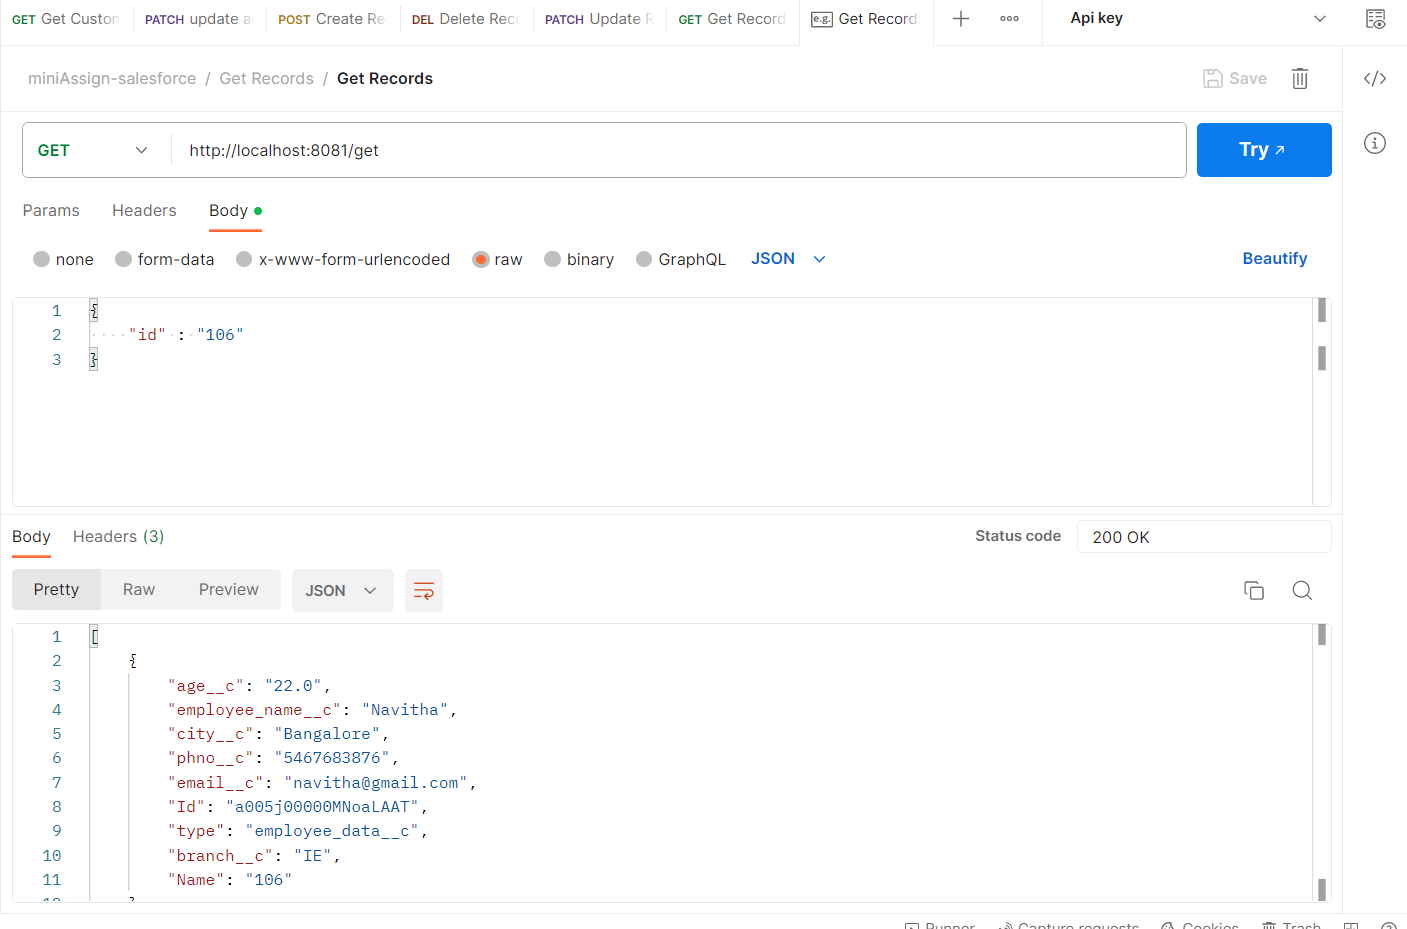 GET Get Custon PATCH update a POST Create Re DEL Delete Reco PATCH Update R GET Get Record e.g. Get Record Api key
miniAssign-salesforce / Get Records / Get Records Save
GET http://localhost:8081/get Try
Params Headers Body
none form-data x-www-form-urlencoded raw binary GraphQL JSON Beautify
1 {
2 "id" : "106"
3 }
Body Headers (3) Status code 200 OK
Pretty Raw Preview JSON
1 [
2 {
3 "age__c": "22.0",
4 "employee_name__c": "Navitha",
5 "city__c": "Bangalore",
6 "phno__c": "5467683876",
7 "email__c": "navitha@gmail.com",
8 "Id": "a005j00000MNoaLAAT",
9 "type": "employee_data__c",
10 "branch__c": "IE",
11 "Name": "106"
Runner Capture requests Cookies Trash